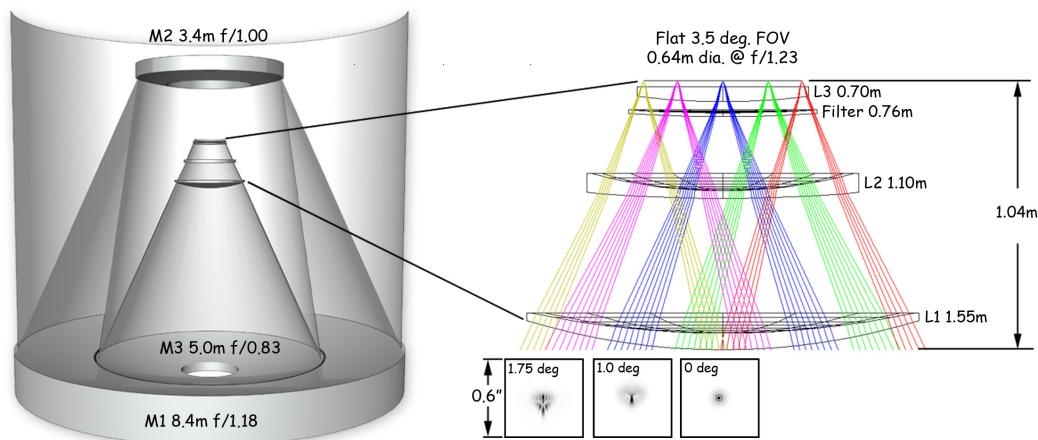 M2 3.4m f/1.00
M3 5.0m f/0.83
M1 8.4m f/1.18
Flat 3.5 deg. FOV
0.64m dia. @ f/1.23
L3 0.70m
Filter 0.76m
L2 1.10m
1.04m
L1 1.55m
0.6”
1.75 deg
1.0 deg
0 deg